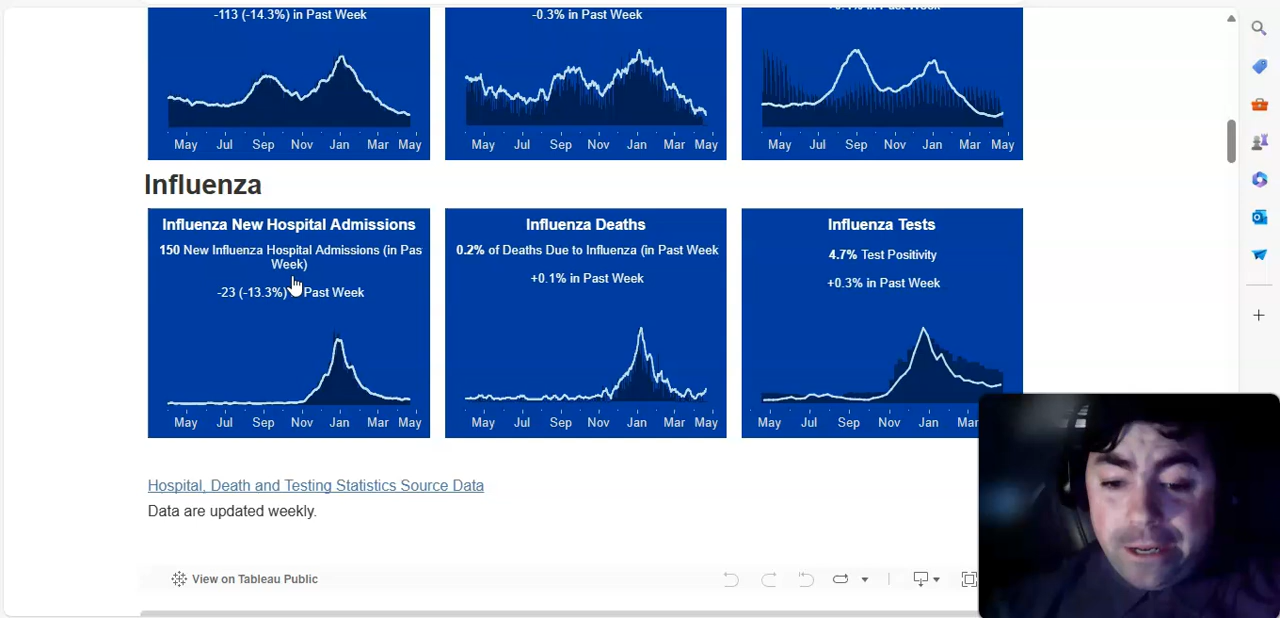 -113 (-14.3%) in Past Week
-0.3% in Past Week
May Jul Sep Nov Jan Mar May
May Jul Sep Nov Jan Mar May
May Jul Sep Nov Jan Mar May
Influenza
Influenza New Hospital Admissions
150 New Influenza Hospital Admissions (in Pas
Week)
-23 (-13.3%) Past Week
May Jul Sep Nov Jan Mar May
Influenza Deaths
0.2% of Deaths Due to Influenza (in Past Week
+0.1% in Past Week
May Jul Sep Nov Jan Mar May
Influenza Tests
4.7% Test Positivity
+0.3% in Past Week
May Jul Sep Nov Jan Mar
Hospital, Death and Testing Statistics Source Data
Data are updated weekly.
View on Tableau Public